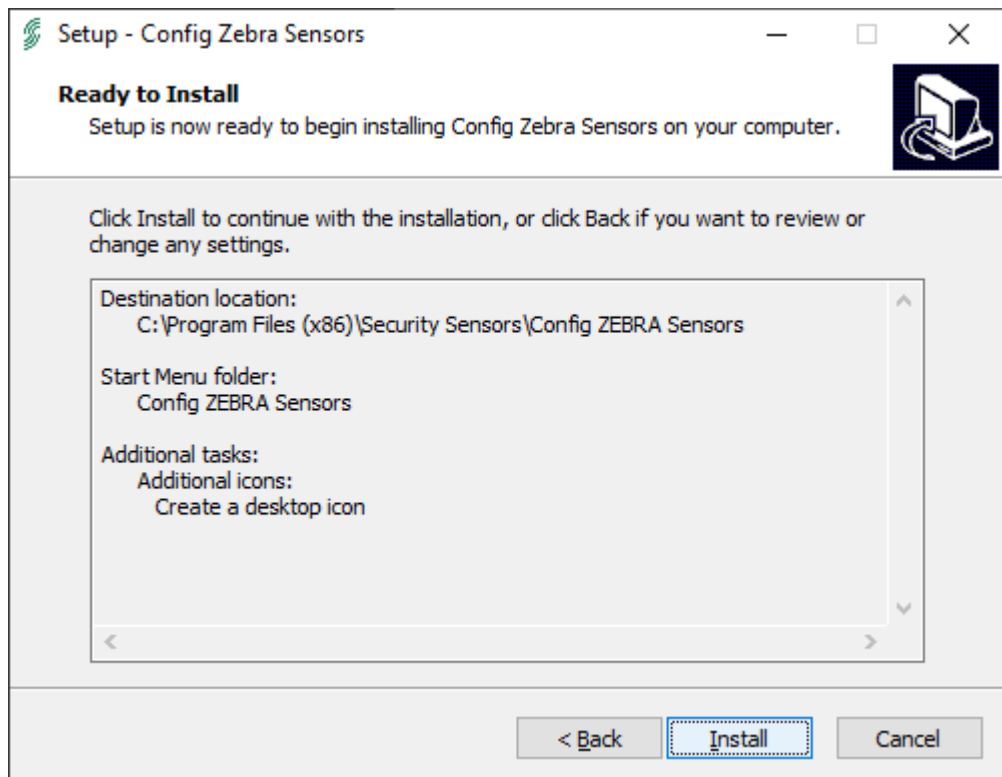 Setup - Config Zebra Sensors
Ready to Install
Setup is now ready to begin installing Config Zebra Sensors on your computer.
Click Install to continue with the installation, or click Back if you want to review or
change any settings.
Destination location:
C:\Program Files (x86)\Security Sensors\Config ZEBRA Sensors
Start Menu folder:
Config ZEBRA Sensors
Additional tasks:
Additional icons:
Create a desktop icon
< Back
Install
Cancel